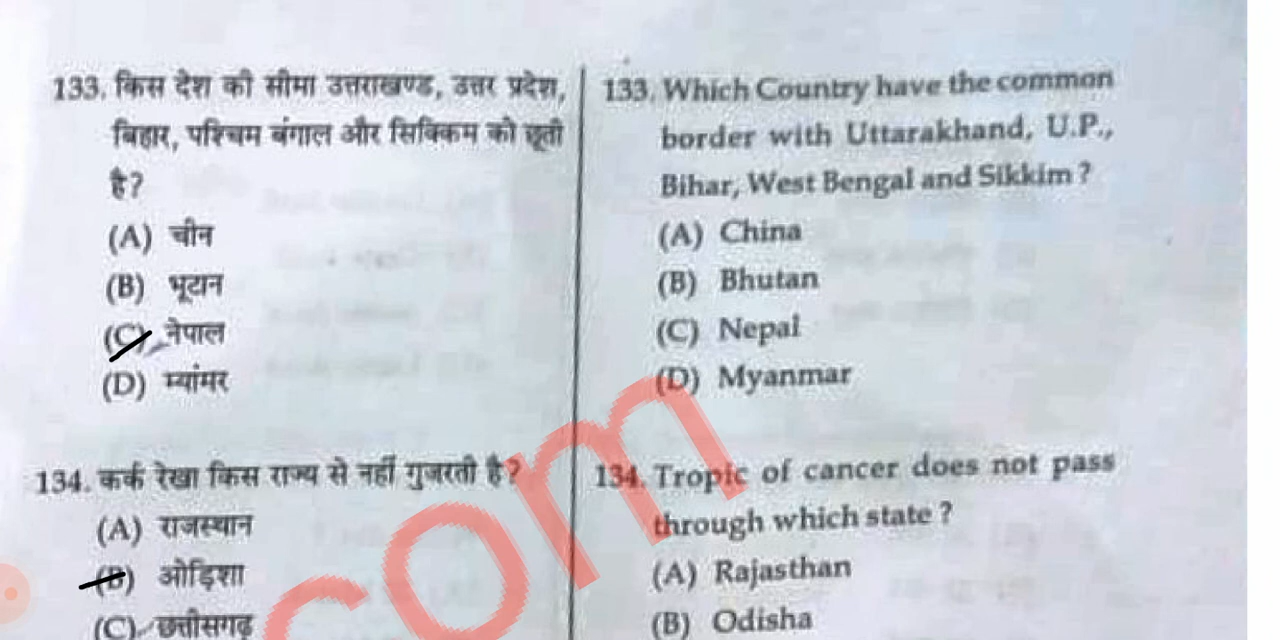 133. किस देश की सीमा उत्तराखण्ड, उत्तर प्रदेश,
बिहार, पश्चिम बंगाल और सिक्किम को छूती
है?
(A) चीन
(B) भूटान
(C) नेपाल
(D) म्यांमर
134. कर्क रेखा किस राज्य से नहीं गुजरती है?
(A) राजस्थान
(B) ओड़िशा
(C) छत्तीसगढ़
133. Which Country have the common
border with Uttarakhand, U.P.,
Bihar, West Bengal and Sikkim ?
(A) China
(B) Bhutan
(C) Nepal
(D) Myanmar
134. Tropic of cancer does not pass
through which state ?
(A) Rajasthan
(B) Odisha
com